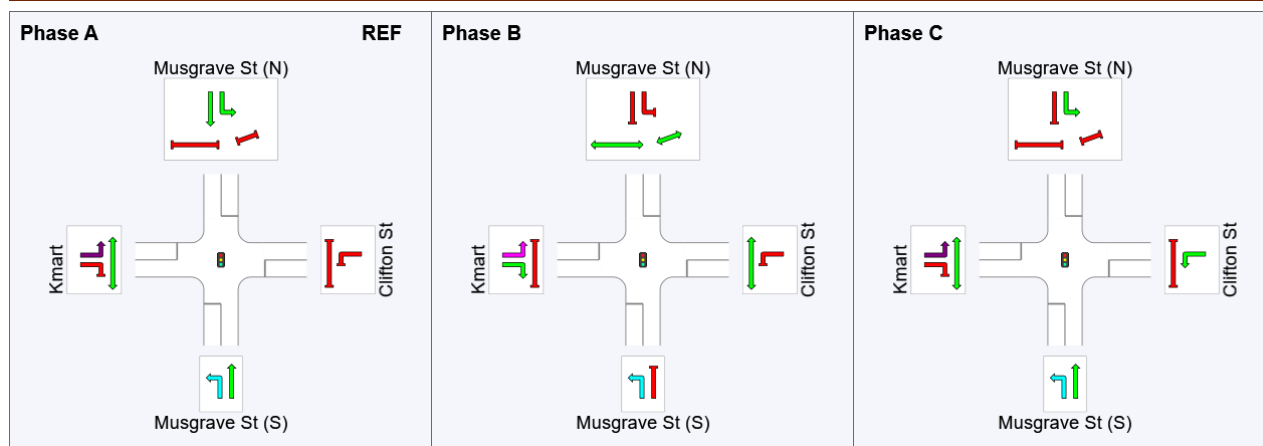 Phase A REF
Musgrave St (N)
Kmart
Clifton St
Musgrave St (S)
Phase B
Musgrave St (N)
Kmart
Clifton St
Musgrave St (S)
Phase C
Musgrave St (N)
Kmart
Clifton St
Musgrave St (S)